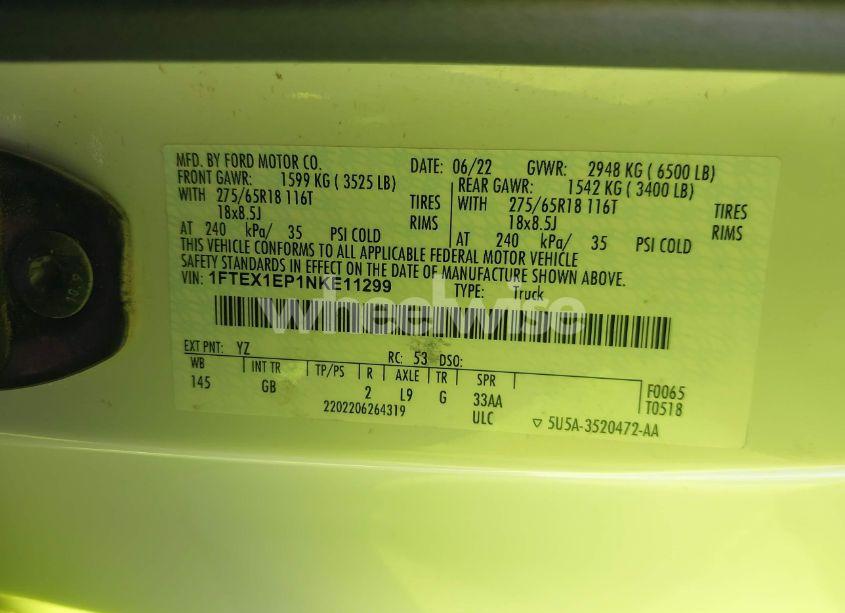 MFD. BY FORD MOTOR CO. DATE: 06/22 GVWR: 2948 KG ( 6500 LB)
FRONT GAWR: 1599 KG ( 3525 LB) REAR GAWR: 1542 KG ( 3400 LB)
WITH 275/65R18 116T TIRES WITH 275/65R18 116T TIRES
18x8.5J RIMS 18x8.5J RIMS
AT 240 kPa/ 35 PSI COLD AT 240 kPa/ 35 PSI COLD
THIS VEHICLE CONFORMS TO ALL APPLICABLE FEDERAL MOTOR VEHICLE
SAFETY STANDARDS IN EFFECT ON THE DATE OF MANUFACTURE SHOWN ABOVE.
VIN: 1FTEX1EP1NKE11299 TYPE: Truck
wheelwise
EXT PNT: YZ RC: 53 DSO:
WB INT TR TP/PS R AXLE TR SPR F0065
145 GB 2 L9 G 33AA T0518
2202206264319 ULC ▽ 5U5A-3520472-AA